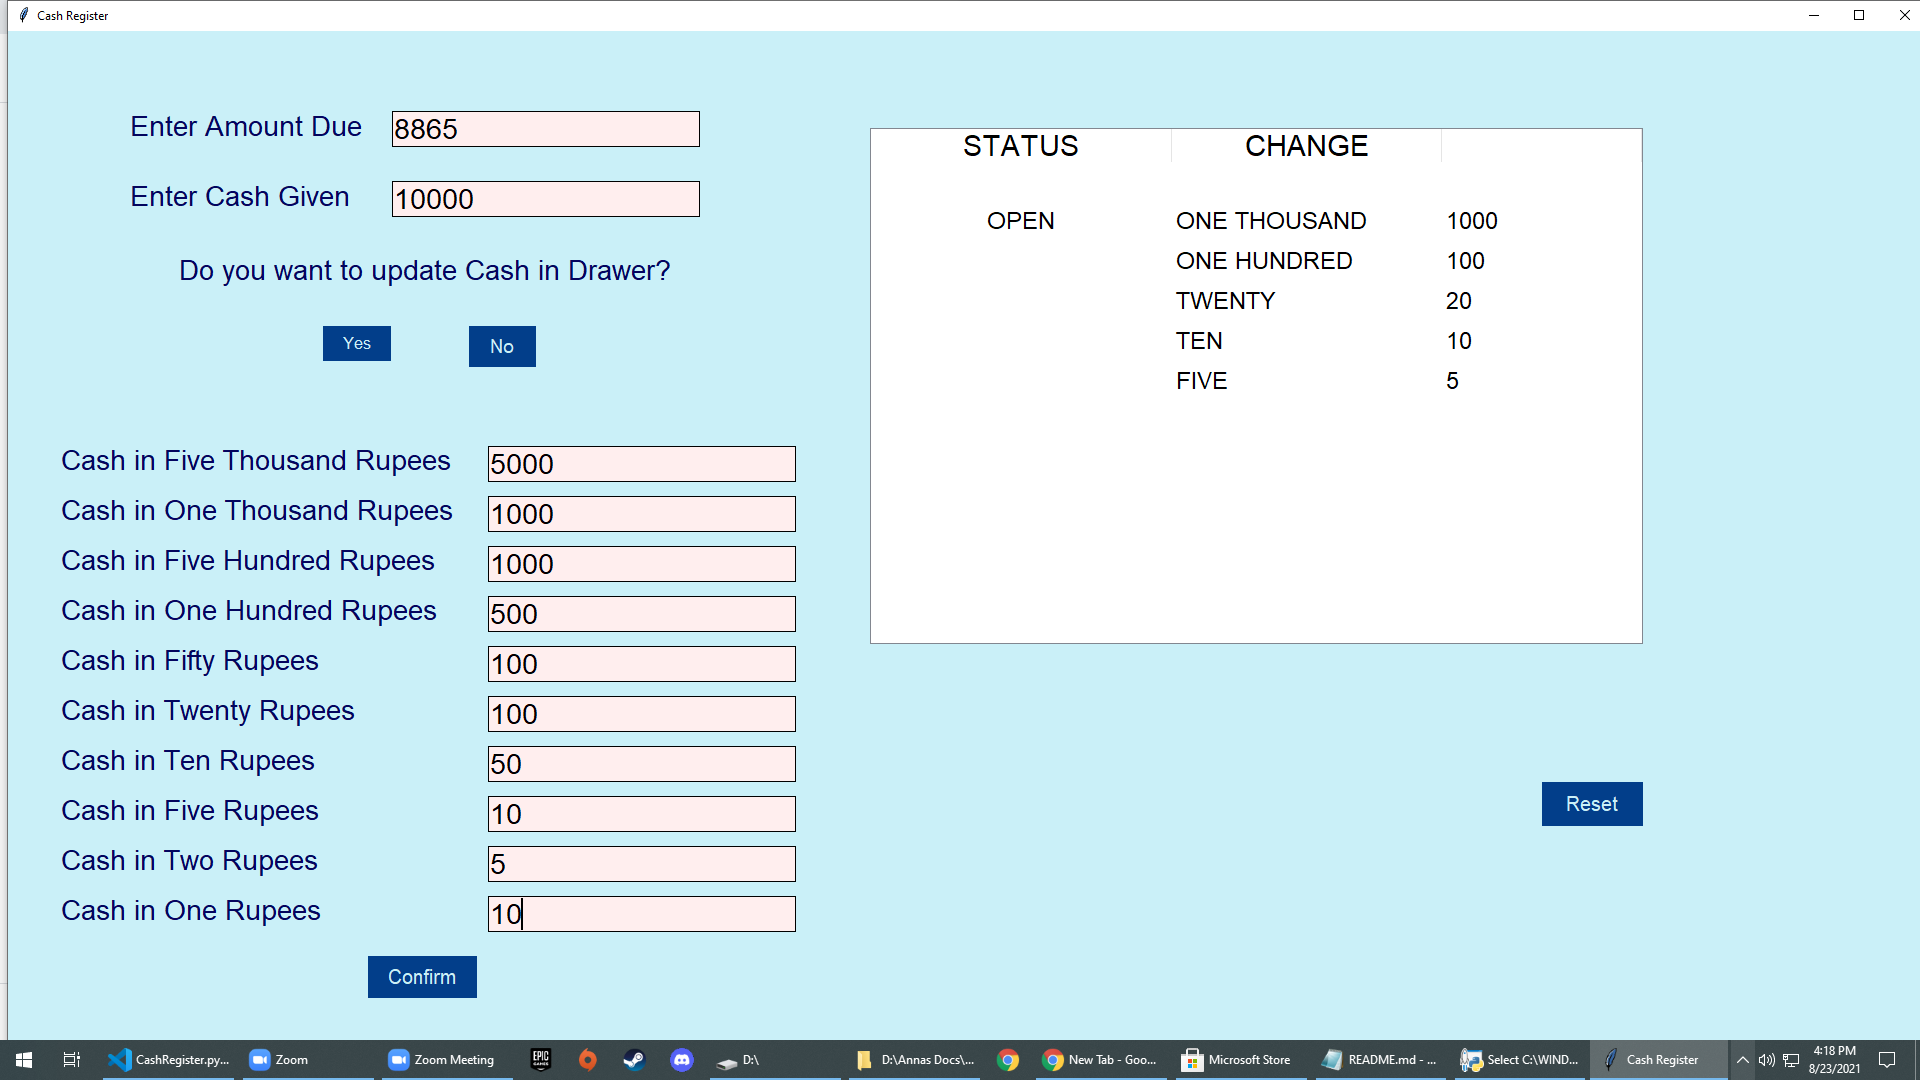 Cash Register
Enter Amount Due 8865
Enter Cash Given 10000
Do you want to update Cash in Drawer?
Yes No
Cash in Five Thousand Rupees 5000
Cash in One Thousand Rupees 1000
Cash in Five Hundred Rupees 1000
Cash in One Hundred Rupees 500
Cash in Fifty Rupees 100
Cash in Twenty Rupees 100
Cash in Ten Rupees 50
Cash in Five Rupees 10
Cash in Two Rupees 5
Cash in One Rupees 10
Confirm
STATUS CHANGE
OPEN ONE THOUSAND 1000
ONE HUNDRED 100
TWENTY 20
TEN 10
FIVE 5
Reset
CashRegister.py... Zoom Zoom Meeting EPIC GAMES D:\ D:\Annas Docs\... New Tab - Goo... Microsoft Store README.md - ... Select C:\WIND... Cash Register 4:18 PM
8/23/2021